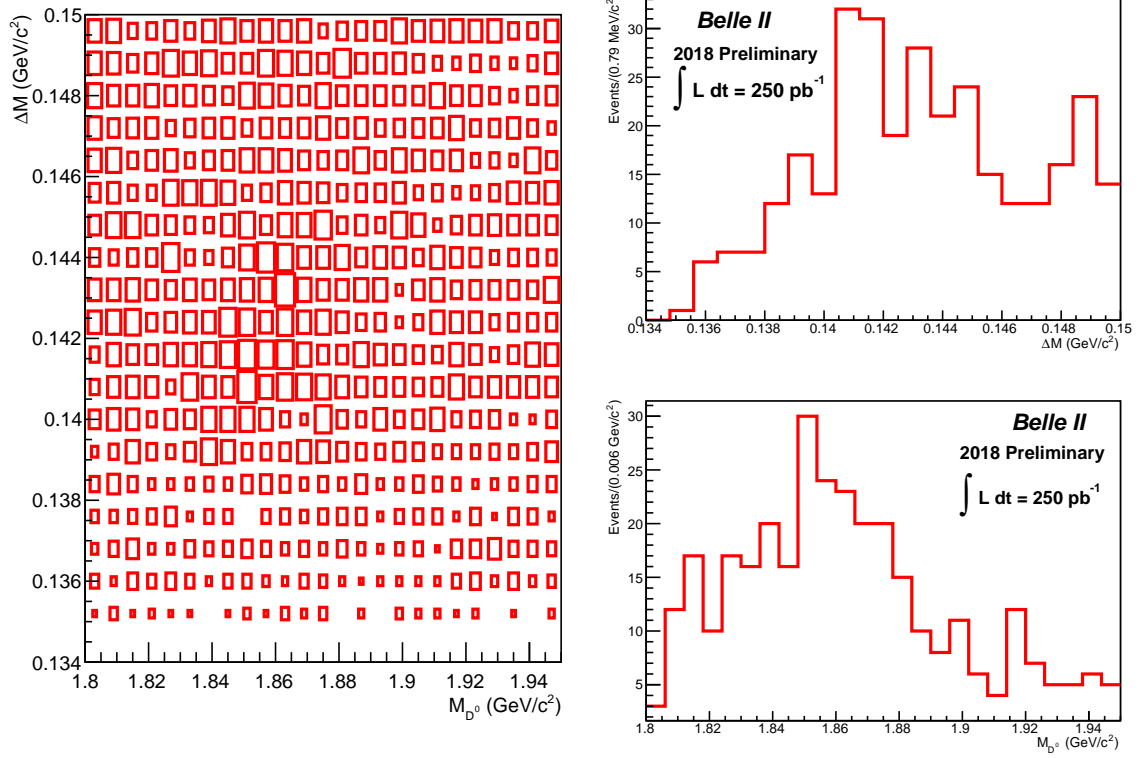 ΔM (GeV/c²)
0.15
0.148
0.146
0.144
0.142
0.14
0.138
0.136
0.134
1.8 1.82 1.84 1.86 1.88 1.9 1.92 1.94
M_D⁰ (GeV/c²)
Events/(0.79 MeV/c²)
30
25
20
15
10
5
0
Belle II
2018 Preliminary
∫ L dt = 250 pb⁻¹
0.134 0.136 0.138 0.14 0.142 0.144 0.146 0.148 0.15
ΔM (GeV/c²)
Events/(0.006 Gev/c²)
30
25
20
15
10
5
Belle II
2018 Preliminary
∫ L dt = 250 pb⁻¹
1.8 1.82 1.84 1.86 1.88 1.9 1.92 1.94
M_D⁰ (GeV/c²)